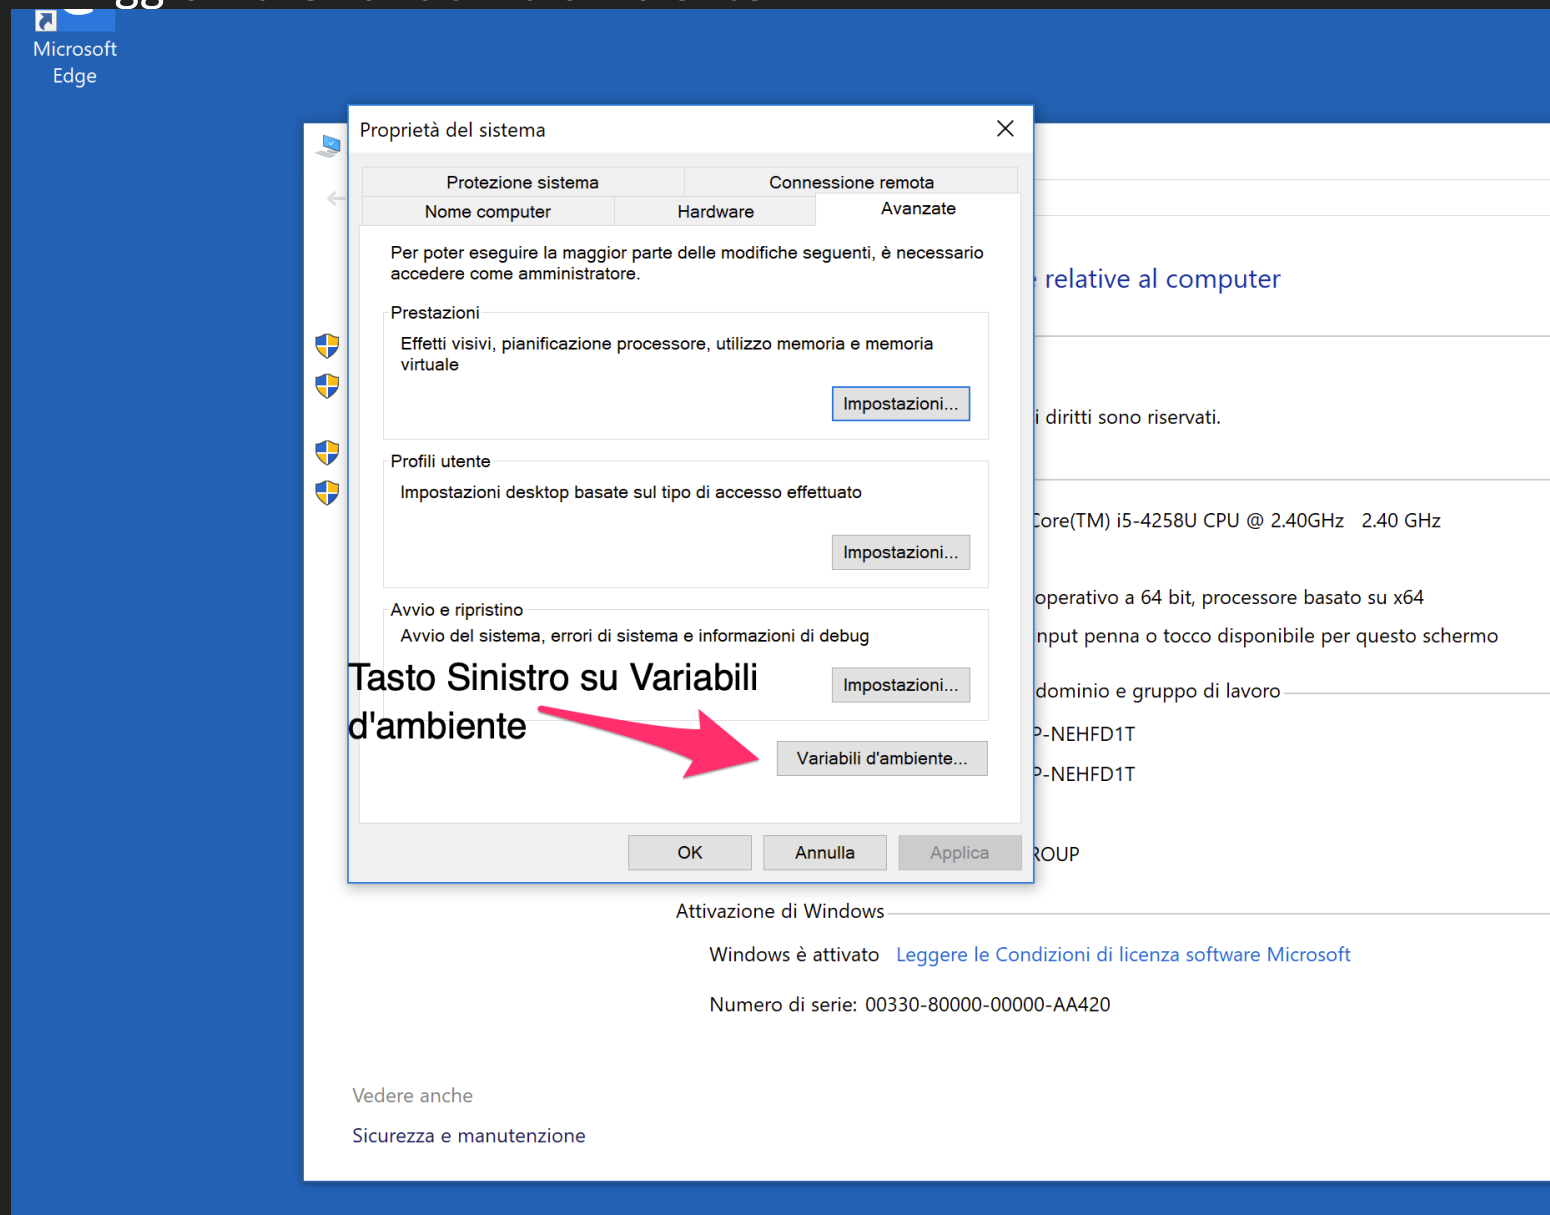 Microsoft
Edge
Proprietà del sistema
Protezione sistema
Connessione remota
Nome computer
Hardware
Avanzate
Per poter eseguire la maggior parte delle modifiche seguenti, è necessario
accedere come amministratore.
Prestazioni
Effetti visivi, pianificazione processore, utilizzo memoria e memoria
virtuale
Impostazioni...
Profili utente
Impostazioni desktop basate sul tipo di accesso effettuato
Impostazioni...
Avvio e ripristino
Avvio del sistema, errori di sistema e informazioni di debug
Tasto Sinistro su Variabili
d'ambiente
Impostazioni...
Variabili d'ambiente...
OK
Annulla
Applica
relative al computer
i diritti sono riservati.
Core(TM) i5-4258U CPU @ 2.40GHz 2.40 GHz
operativo a 64 bit, processore basato su x64
input penna o tocco disponibile per questo schermo
dominio e gruppo di lavoro
P-NEHFD1T
P-NEHFD1T
ROUP
Attivazione di Windows
Windows è attivato Leggere le Condizioni di licenza software Microsoft
Numero di serie: 00330-80000-00000-AA420
Vedere anche
Sicurezza e manutenzione